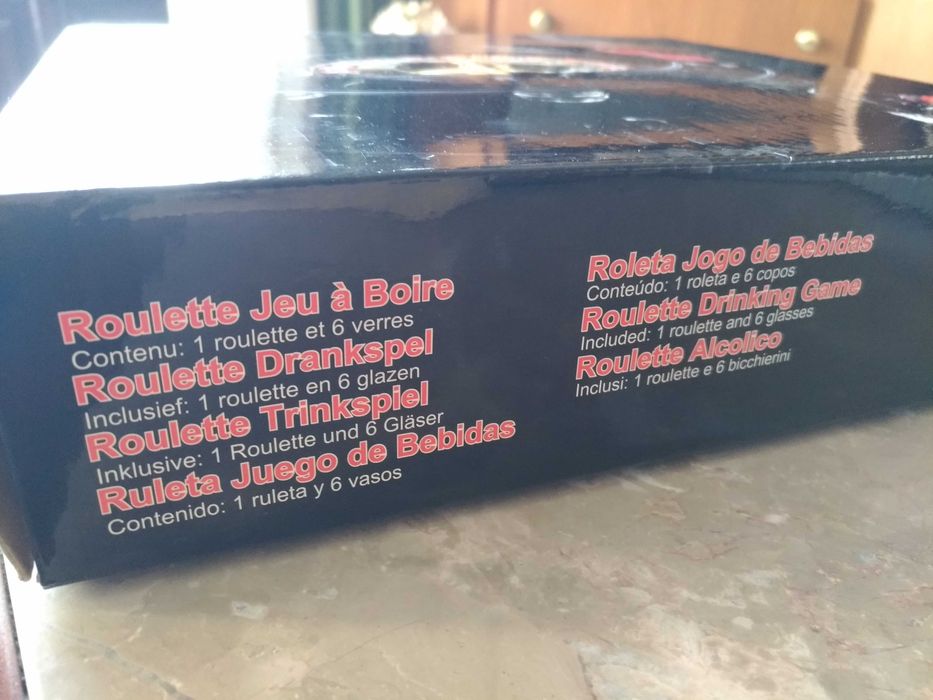 Roulette Jeu à Boire
Contenu: 1 roulette et 6 verres
Roulette Drankspel
Inclusief: 1 roulette en 6 glazen
Roulette Trinkspiel
Inklusive: 1 Roulette und 6 Gläser
Ruleta Juego de Bebidas
Contenido: 1 ruleta y 6 vasos
Roleta Jogo de Bebidas
Conteúdo: 1 roleta e 6 copos
Roulette Drinking Game
Included: 1 roulette and 6 glasses
Roulette Alcolico
Inclusi: 1 roulette e 6 bicchierini